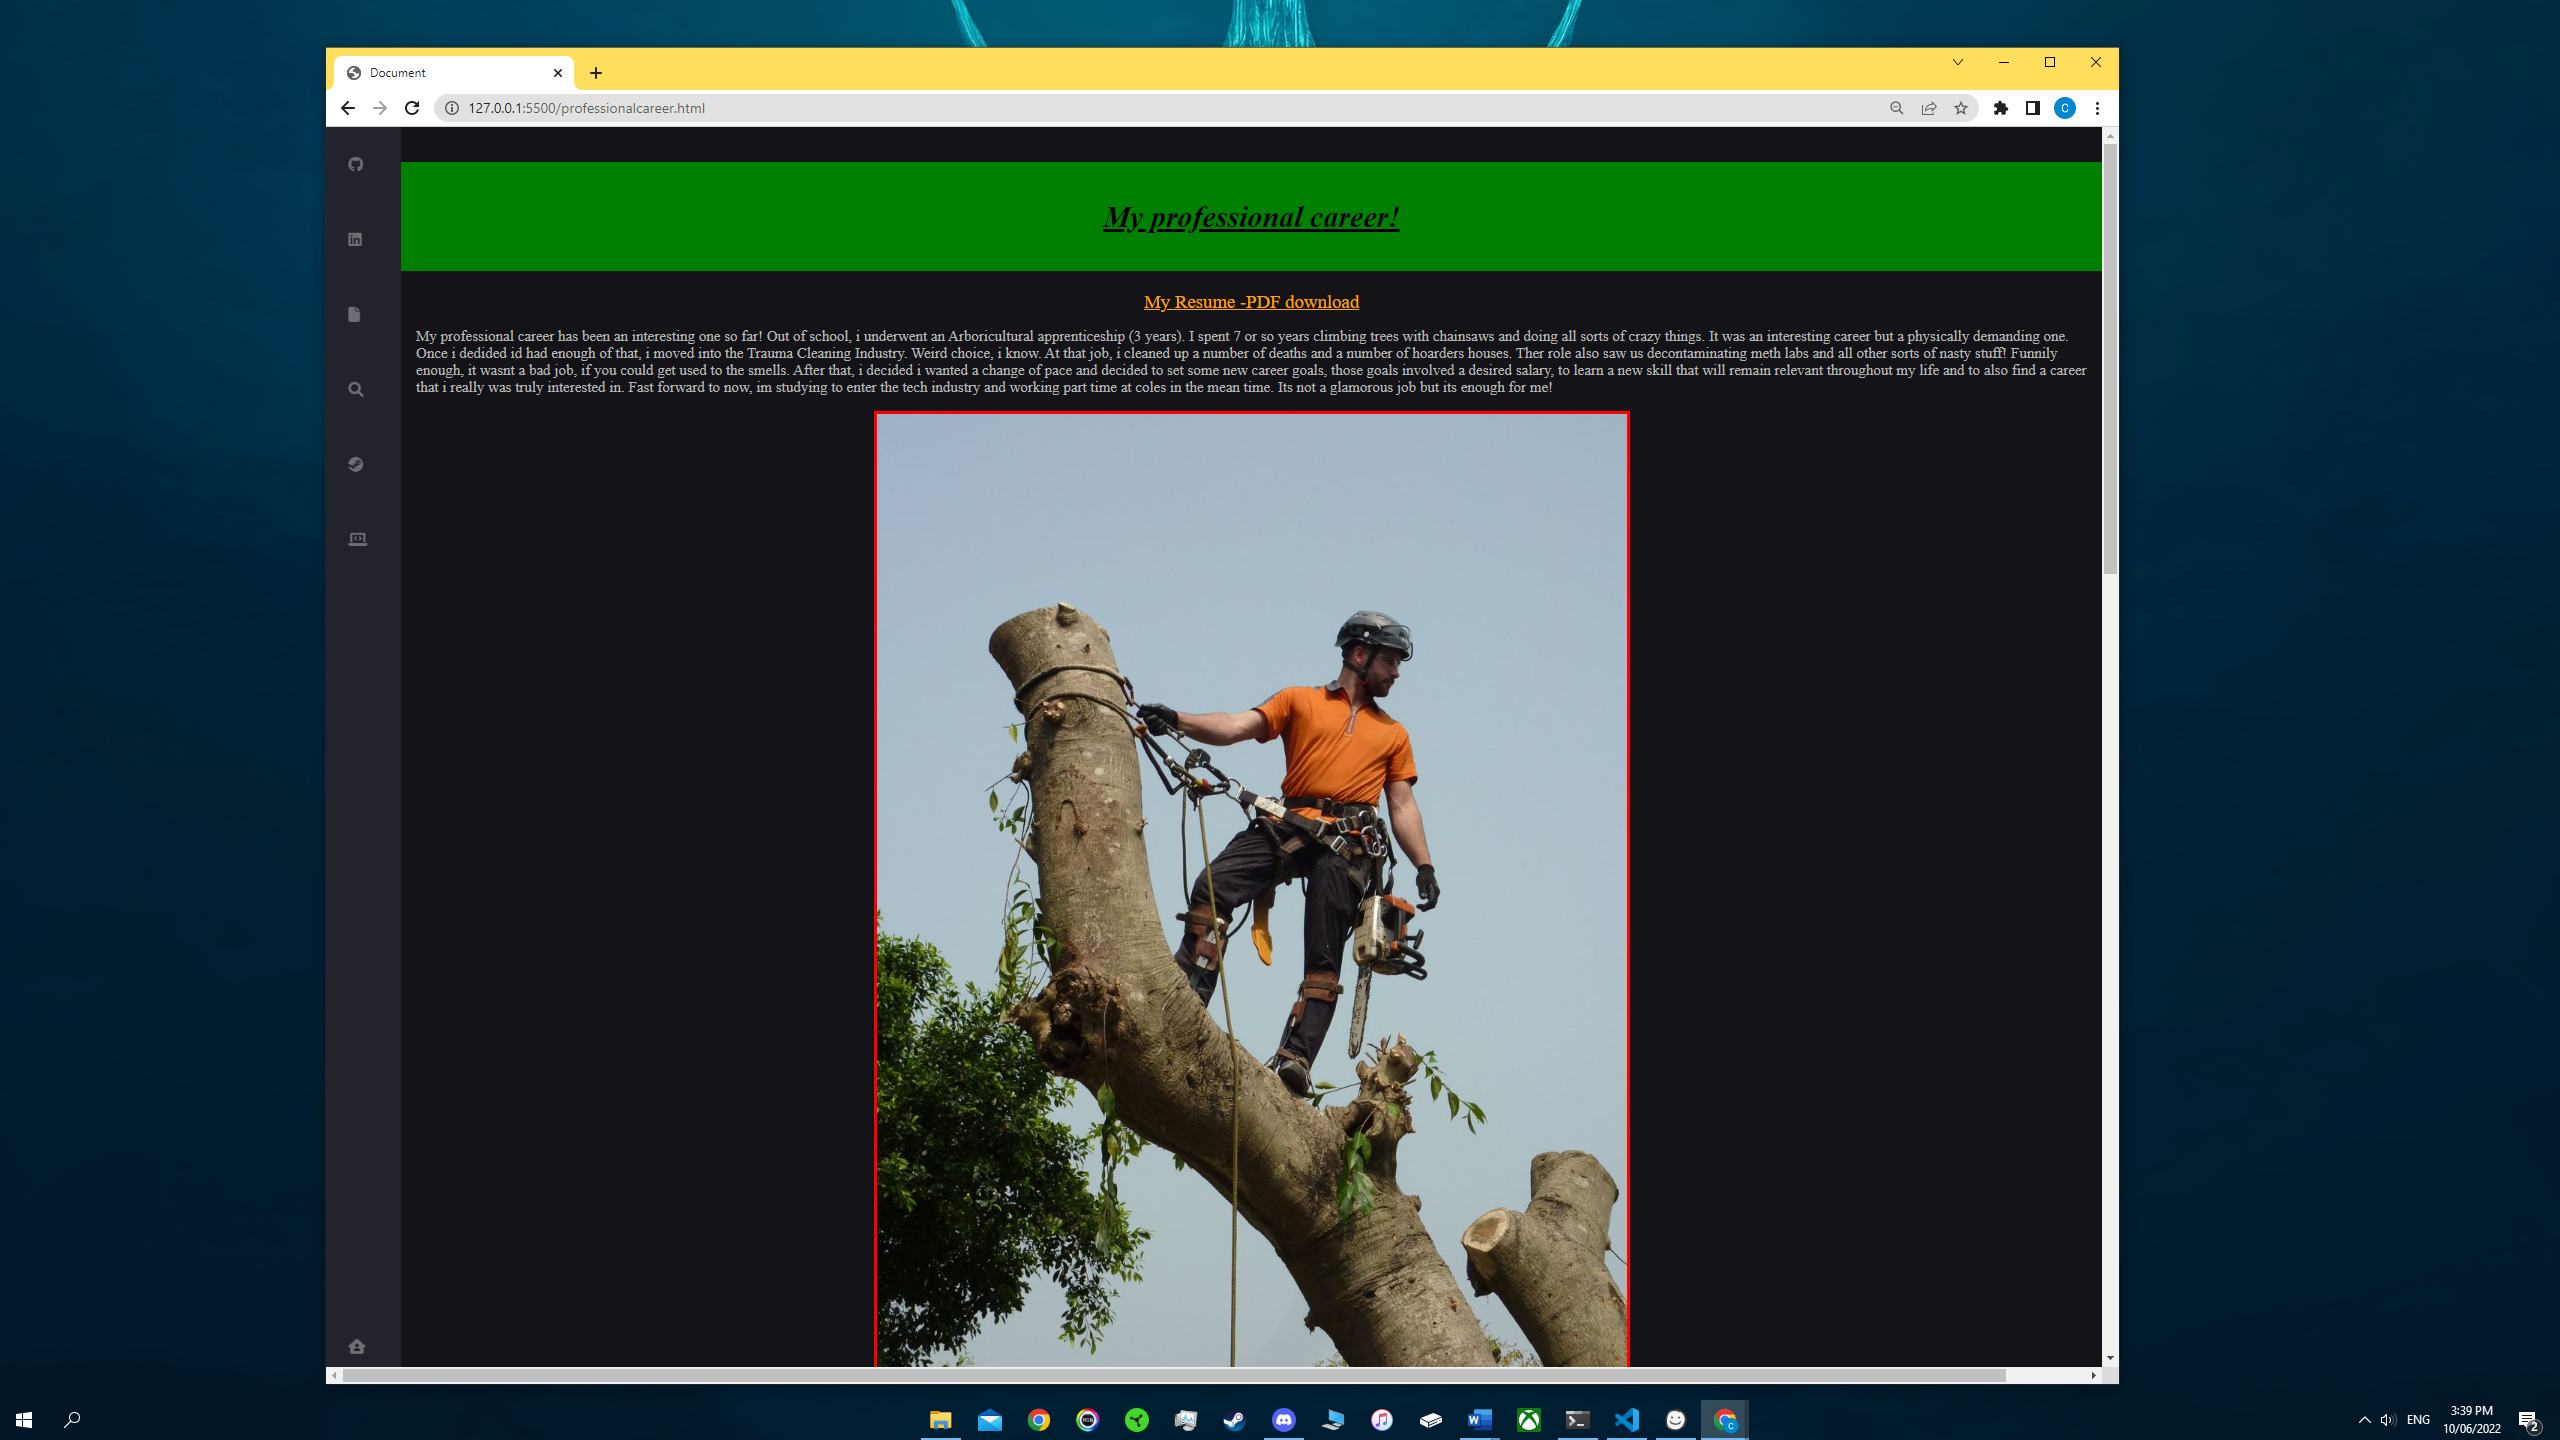 Document
127.0.0.1:5500/professionalcareer.html
C
My professional career!
My Resume -PDF download
My professional career has been an interesting one so far! Out of school, i underwent an Arboricultural apprenticeship (3 years). I spent 7 or so years climbing trees with chainsaws and doing all sorts of crazy things. It was an interesting career but a physically demanding one.
Once i dedided id had enough of that, i moved into the Trauma Cleaning Industry. Weird choice, i know. At that job, i cleaned up a number of deaths and a number of hoarders houses. Ther role also saw us decontaminating meth labs and all other sorts of nasty stuff! Funnily
enough, it wasnt a bad job, if you could get used to the smells. After that, i decided i wanted a change of pace and decided to set some new career goals, those goals involved a desired salary, to learn a new skill that will remain relevant throughout my life and to also find a career
that i really was truly interested in. Fast forward to now, im studying to enter the tech industry and working part time at coles in the mean time. Its not a glamorous job but its enough for me!
ENG
3:39 PM
10/06/2022
2